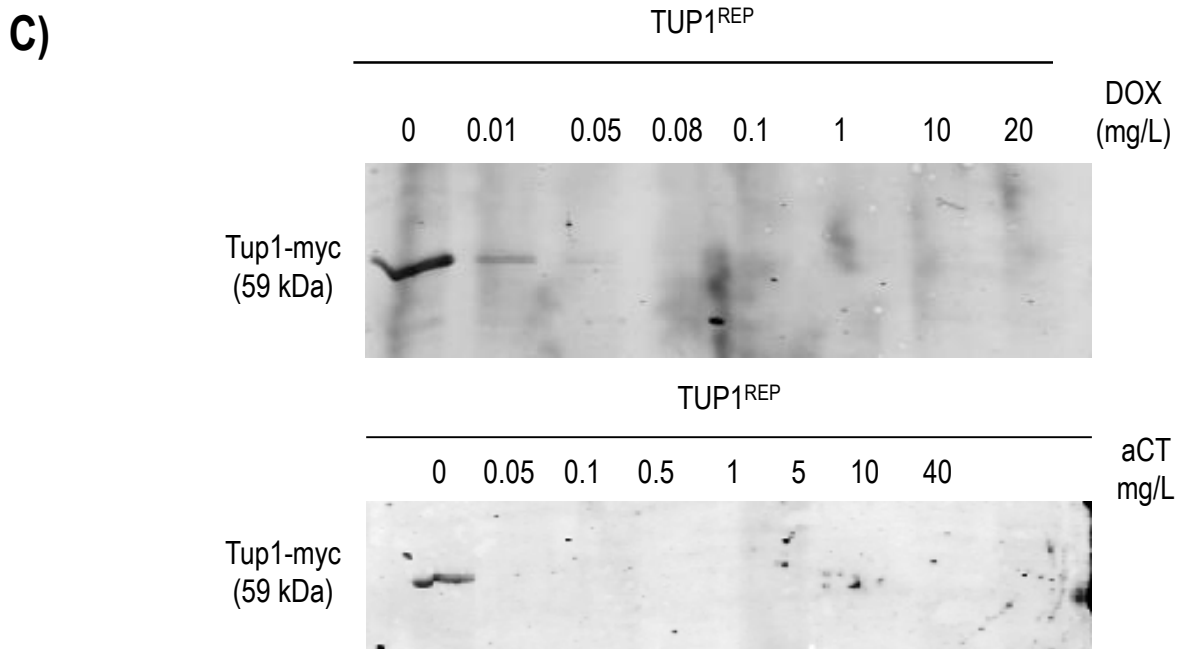 C)
TUP1ᴿᴱᴾ
DOX
(mg/L)
0 0.01 0.05 0.08 0.1 1 10 20
Tup1-myc
(59 kDa)
TUP1ᴿᴱᴾ
aCT
mg/L
0 0.05 0.1 0.5 1 5 10 40
Tup1-myc
(59 kDa)